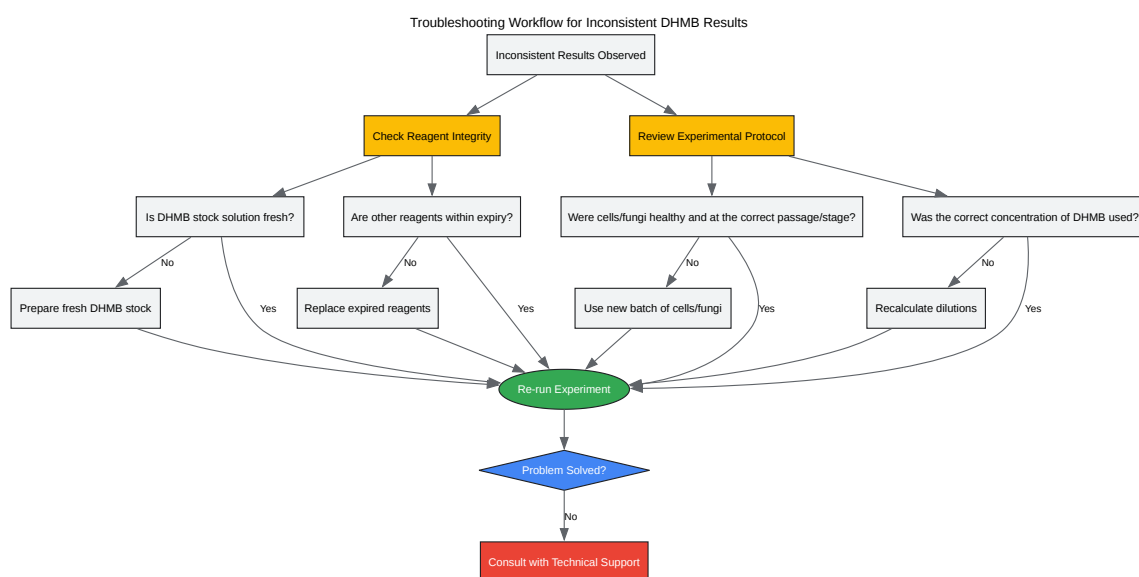 Troubleshooting Workflow for Inconsistent DHMB Results
Inconsistent Results Observed
Check Reagent Integrity
Review Experimental Protocol
Is DHMB stock solution fresh?
Are other reagents within expiry?
Were cells/fungi healthy and at the correct passage/stage?
Was the correct concentration of DHMB used?
No
No
No
No
Prepare fresh DHMB stock
Yes
Replace expired reagents
Yes
Use new batch of cells/fungi
Yes
Recalculate dilutions
Yes
Re-run Experiment
Problem Solved?
No
Consult with Technical Support